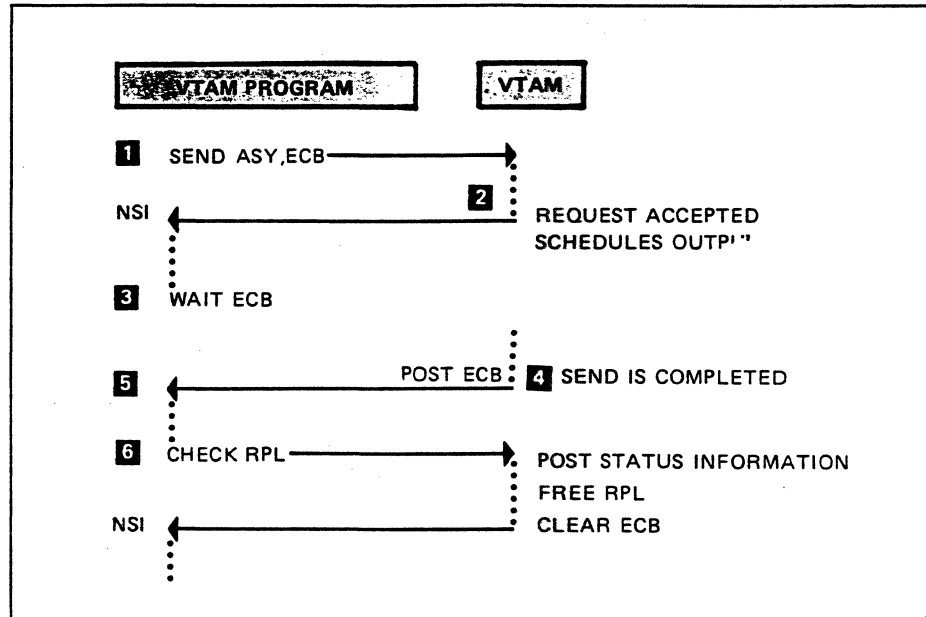 VTAM PROGRAM VTAM
1 SEND ASY,ECB
2
NSI REQUEST ACCEPTED
SCHEDULES
3 WAIT ECB
POST ECB 4 SEND IS COMPLETED
5
6 CHECK RPL
POST STATUS INFORMATION
FREE RPL
NSI CLEAR ECB